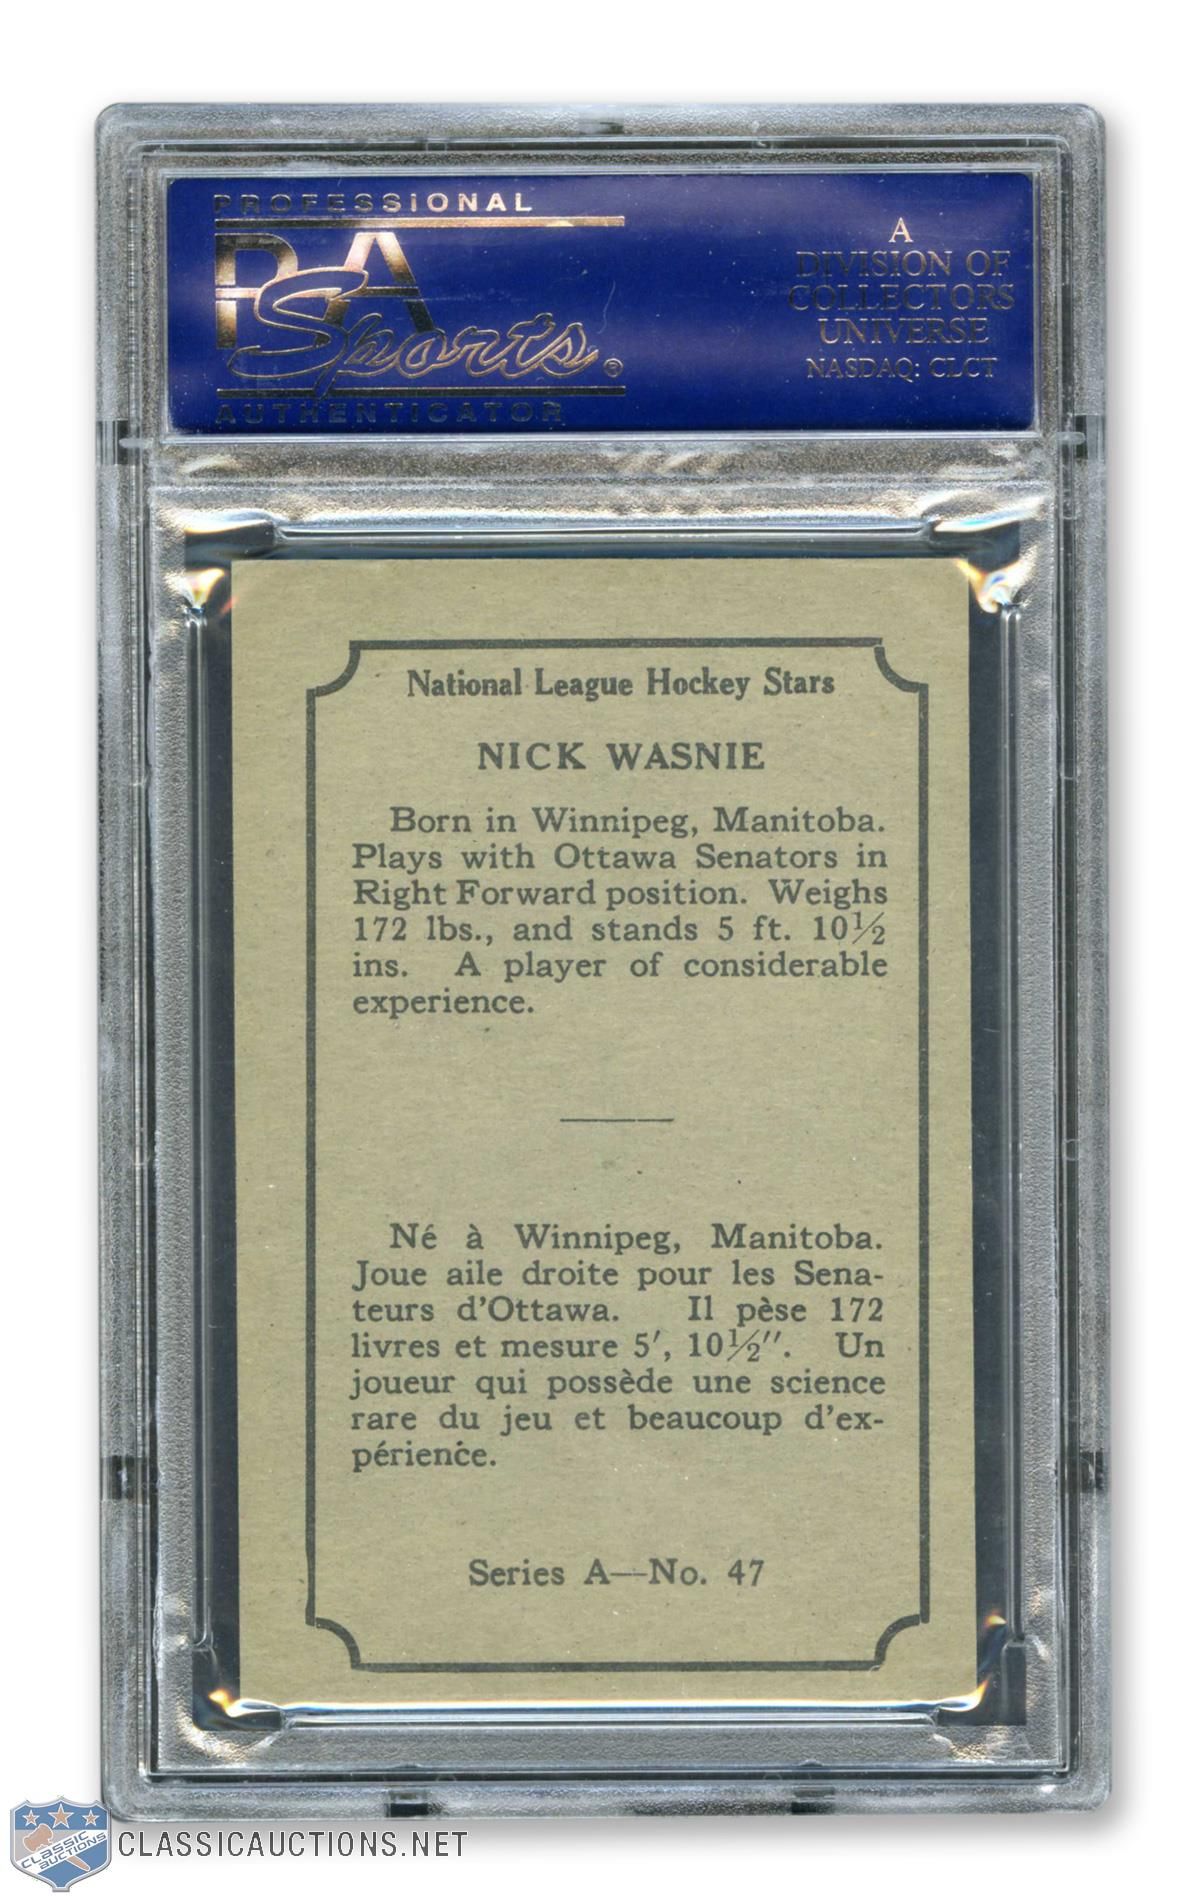 PROFESSIONAL
PSA
Sports®
AUTHENTICATOR
A
DIVISION OF
COLLECTORS
UNIVERSE
NASDAQ: CLCT
National League Hockey Stars
NICK WASNIE
Born in Winnipeg, Manitoba.
Plays with Ottawa Senators in
Right Forward position. Weighs
172 lbs., and stands 5 ft. 10½
ins. A player of considerable
experience.
Né à Winnipeg, Manitoba.
Joue aile droite pour les Sena-
teurs d'Ottawa. Il pèse 172
livres et mesure 5′, 10½″. Un
joueur qui possède une science
rare du jeu et beaucoup d'ex-
périence.
Series A—No. 47
CLASSIC
AUCTIONS
CLASSICAUCTIONS.NET